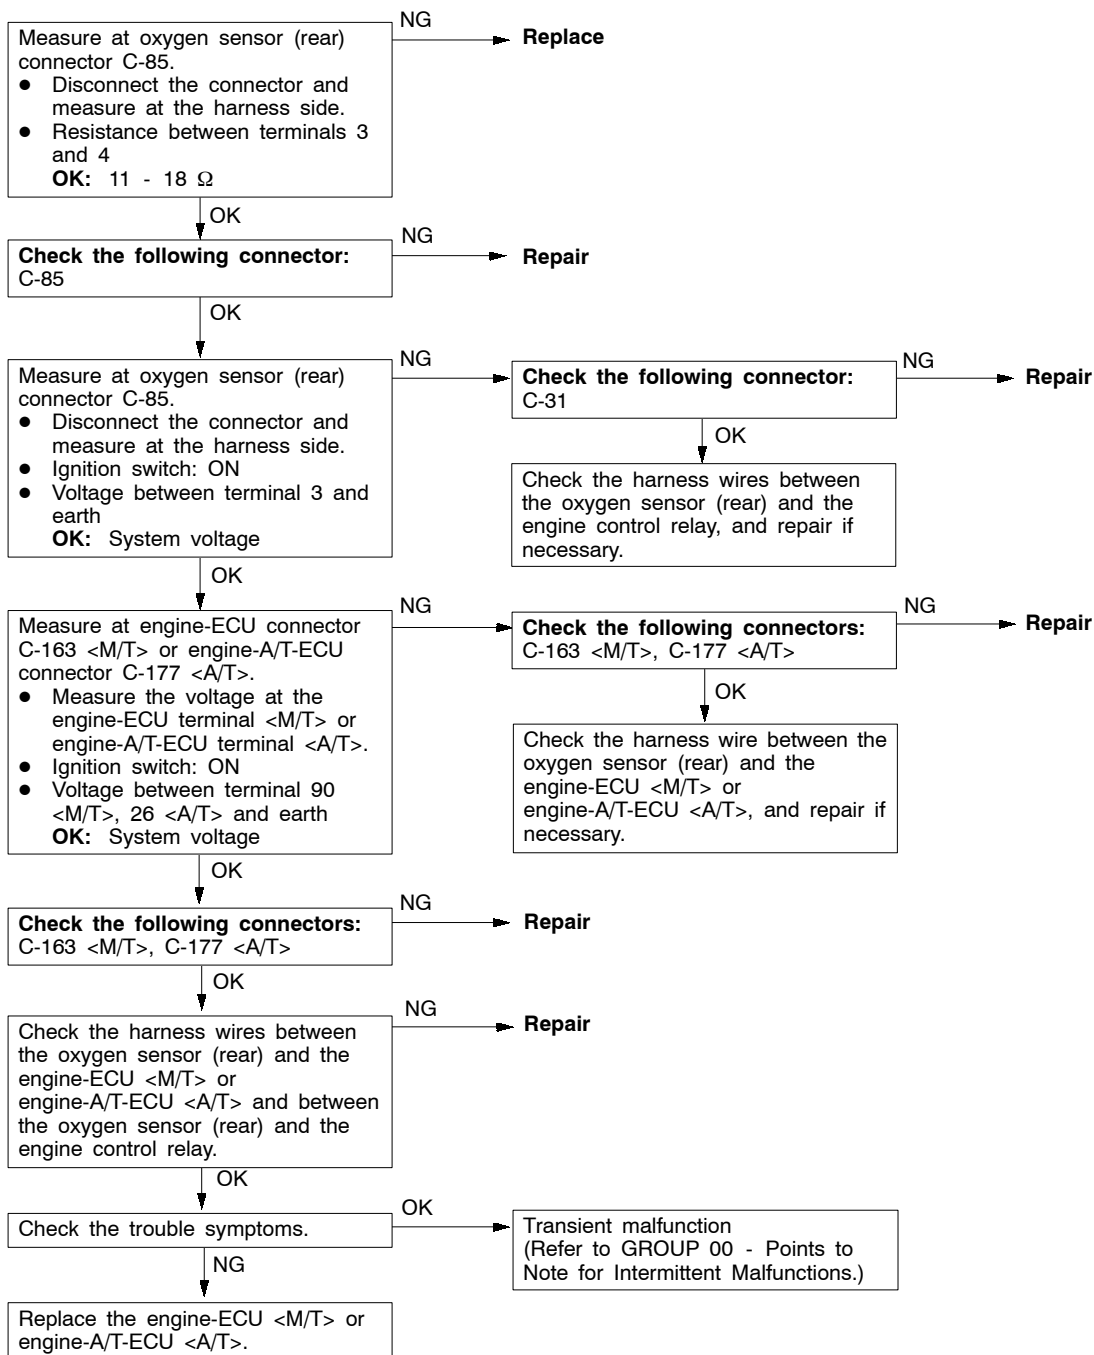 Measure at oxygen sensor (rear)
connector C-85.
● Disconnect the connector and
measure at the harness side.
● Resistance between terminals 3
and 4
OK: 11 - 18 Ω
NG
Replace
OK
Check the following connector:
C-85
NG
Repair
OK
Measure at oxygen sensor (rear)
connector C-85.
● Disconnect the connector and
measure at the harness side.
● Ignition switch: ON
● Voltage between terminal 3 and
earth
OK: System voltage
NG
Check the following connector:
C-31
NG
Repair
OK
Check the harness wires between
the oxygen sensor (rear) and the
engine control relay, and repair if
necessary.
OK
Measure at engine-ECU connector
C-163 <M/T> or engine-A/T-ECU
connector C-177 <A/T>.
● Measure the voltage at the
engine-ECU terminal <M/T> or
engine-A/T-ECU terminal <A/T>.
● Ignition switch: ON
● Voltage between terminal 90
<M/T>, 26 <A/T> and earth
OK: System voltage
NG
Check the following connectors:
C-163 <M/T>, C-177 <A/T>
NG
Repair
OK
Check the harness wire between the
oxygen sensor (rear) and the
engine-ECU <M/T> or
engine-A/T-ECU <A/T>, and repair if
necessary.
OK
Check the following connectors:
C-163 <M/T>, C-177 <A/T>
NG
Repair
OK
Check the harness wires between
the oxygen sensor (rear) and the
engine-ECU <M/T> or
engine-A/T-ECU <A/T> and between
the oxygen sensor (rear) and the
engine control relay.
NG
Repair
OK
Check the trouble symptoms.
OK
Transient malfunction
(Refer to GROUP 00 - Points to
Note for Intermittent Malfunctions.)
NG
Replace the engine-ECU <M/T> or
engine-A/T-ECU <A/T>.